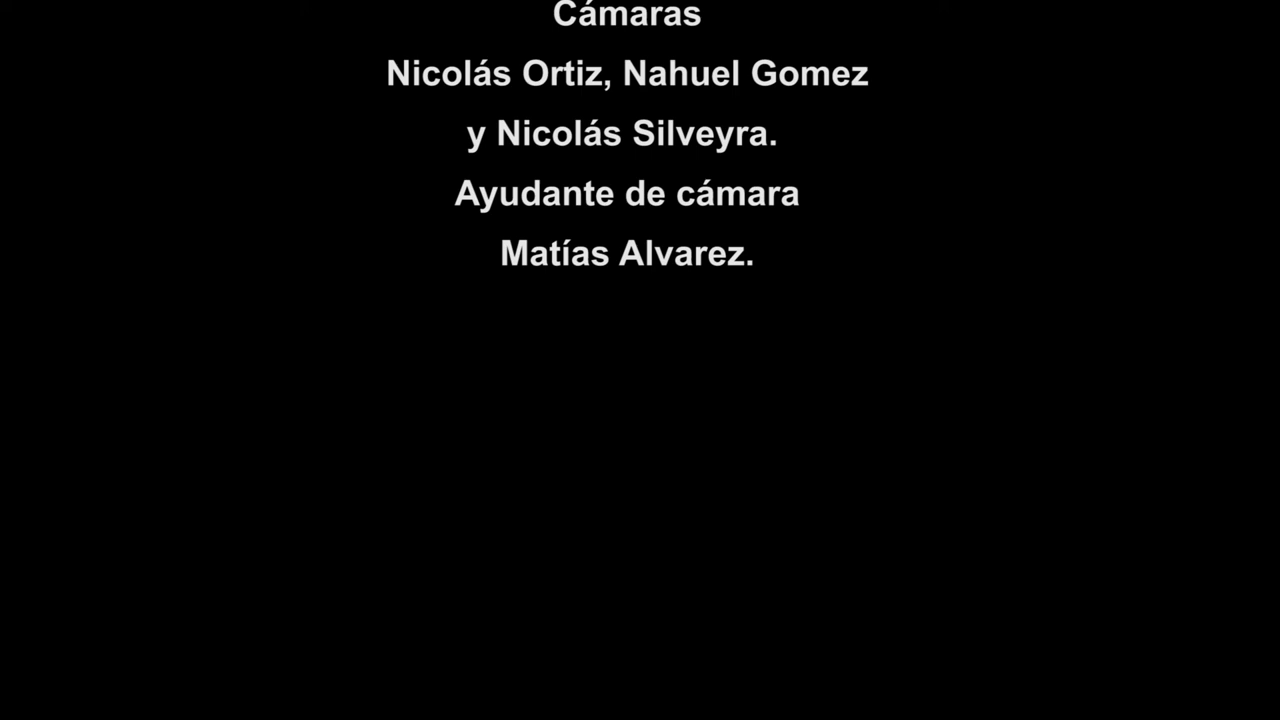 Cámaras
Nicolás Ortiz, Nahuel Gomez
y Nicolás Silveyra.
Ayudante de cámara
Matías Alvarez.